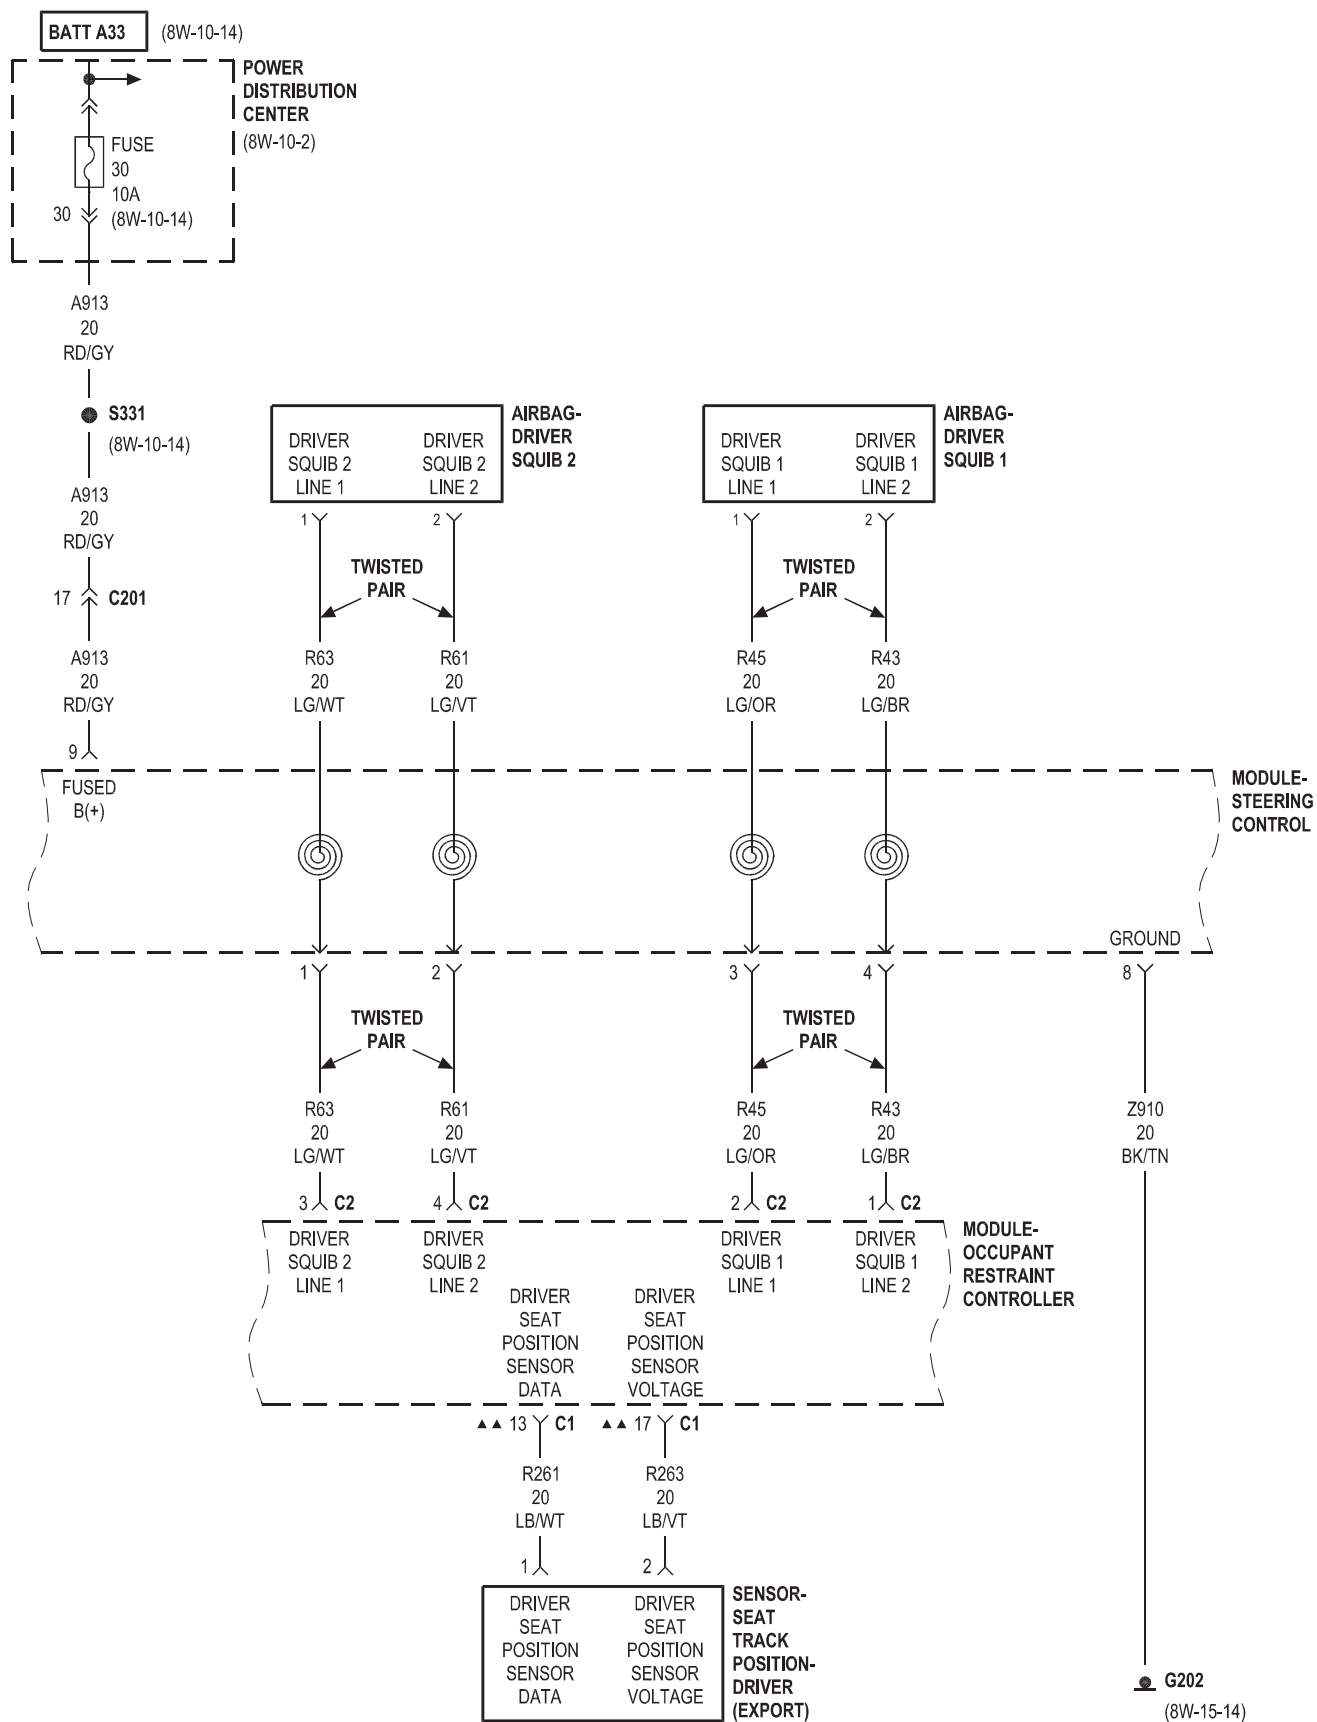 BATT A33 (8W-10-14)
POWER
DISTRIBUTION
CENTER
(8W-10-2)
FUSE
30
10A
(8W-10-14)
30
A913
20
RD/GY
S331
(8W-10-14)
A913
20
RD/GY
17 C201
A913
20
RD/GY
9
AIRBAG-
DRIVER
SQUIB 2
DRIVER
SQUIB 2
LINE 1
DRIVER
SQUIB 2
LINE 2
1 2
TWISTED
PAIR
R63
20
LG/WT
R61
20
LG/VT
AIRBAG-
DRIVER
SQUIB 1
DRIVER
SQUIB 1
LINE 1
DRIVER
SQUIB 1
LINE 2
1 2
TWISTED
PAIR
R45
20
LG/OR
R43
20
LG/BR
FUSED
B(+)
MODULE-
STEERING
CONTROL
GROUND
1 2 3 4 8
TWISTED
PAIR
TWISTED
PAIR
R63
20
LG/WT
R61
20
LG/VT
R45
20
LG/OR
R43
20
LG/BR
Z910
20
BK/TN
3 C2 4 C2 2 C2 1 C2
DRIVER
SQUIB 2
LINE 1
DRIVER
SQUIB 2
LINE 2
DRIVER
SQUIB 1
LINE 1
DRIVER
SQUIB 1
LINE 2
MODULE-
OCCUPANT
RESTRAINT
CONTROLLER
DRIVER
SEAT
POSITION
SENSOR
DATA
DRIVER
SEAT
POSITION
SENSOR
VOLTAGE
▲▲ 13 C1 ▲▲ 17 C1
R261
20
LB/WT
R263
20
LB/VT
1 2
DRIVER
SEAT
POSITION
SENSOR
DATA
DRIVER
SEAT
POSITION
SENSOR
VOLTAGE
SENSOR-
SEAT
TRACK
POSITION-
DRIVER
(EXPORT)
G202
(8W-15-14)